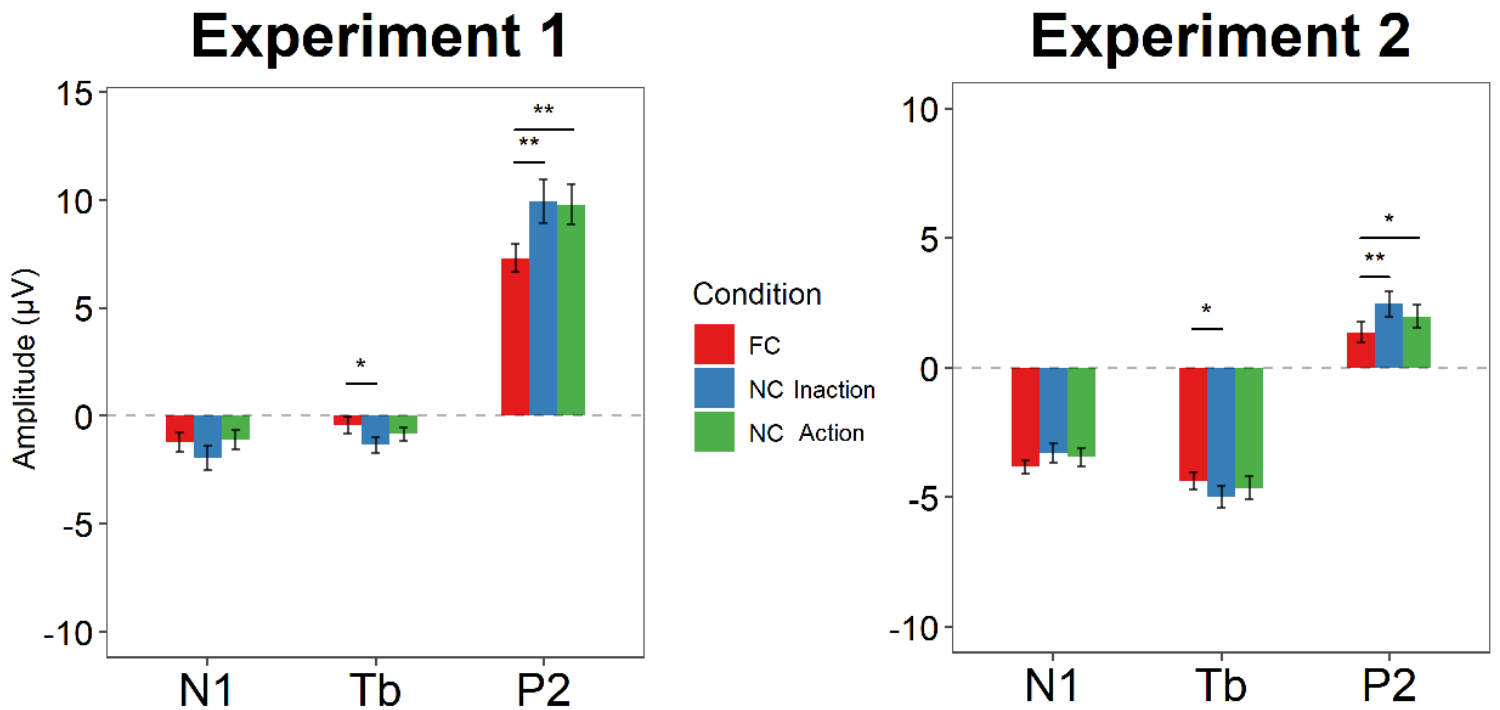 Experiment 1
Experiment 2
Amplitude (µV)
15
10
5
0
-5
-10
**
**
*
N1
Tb
P2
Condition
FC
NC Inaction
NC Action
10
5
0
-5
-10
*
**
*
N1
Tb
P2